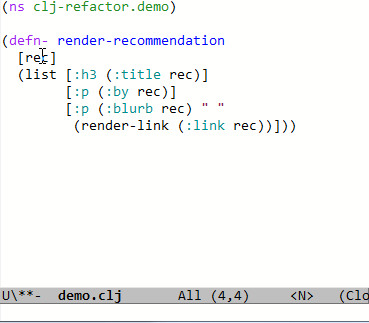 (ns clj-refactor.demo)
(defn- render-recommendation
  [rec]
  (list [:h3 (:title rec)]
        [:p (:by rec)]
        [:p (:blurb rec) " "
         (render-link (:link rec))]))
U\**-  demo.clj      All (4,4)      <N>   (Clo